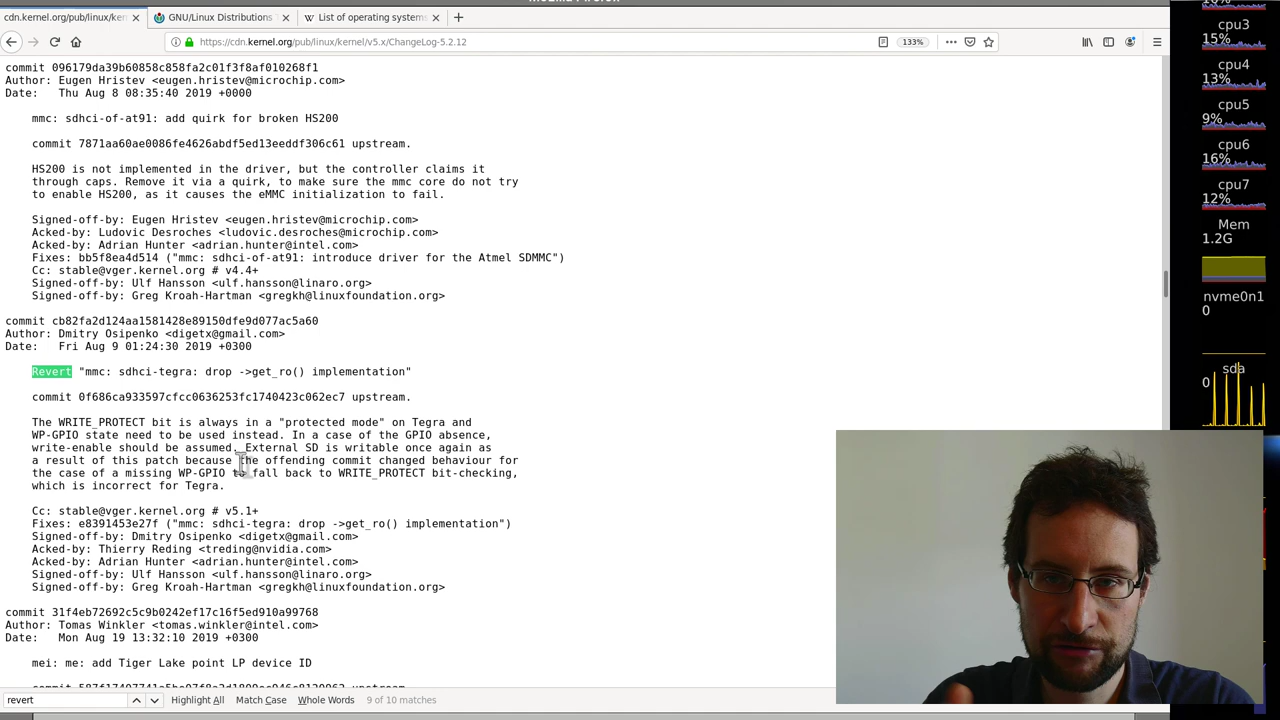 cdn.kernel.org/pub/linux/ker
GNU/Linux Distributions T
List of operating systems
https://cdn.kernel.org/pub/linux/kernel/v5.x/ChangeLog-5.2.12
133%
commit 096179da39b60858c858fa2c01f3f8af010268f1
Author: Eugen Hristev <eugen.hristev@microchip.com>
Date: Thu Aug 8 08:35:40 2019 +0000
mmc: sdhci-of-at91: add quirk for broken HS200
commit 7871aa60ae0086fe4626abdf5ed13eeddf306c61 upstream.
HS200 is not implemented in the driver, but the controller claims it
through caps. Remove it via a quirk, to make sure the mmc core do not try
to enable HS200, as it causes the eMMC initialization to fail.
Signed-off-by: Eugen Hristev <eugen.hristev@microchip.com>
Acked-by: Ludovic Desroches <ludovic.desroches@microchip.com>
Acked-by: Adrian Hunter <adrian.hunter@intel.com>
Fixes: bb5f8ea4d514 ("mmc: sdhci-of-at91: introduce driver for the Atmel SDMMC")
Cc: stable@vger.kernel.org # v4.4+
Signed-off-by: Ulf Hansson <ulf.hansson@linaro.org>
Signed-off-by: Greg Kroah-Hartman <gregkh@linuxfoundation.org>
commit cb82fa2d124aa1581428e89150dfe9d077ac5a60
Author: Dmitry Osipenko <digetx@gmail.com>
Date: Fri Aug 9 01:24:30 2019 +0300
Revert "mmc: sdhci-tegra: drop ->get_ro() implementation"
commit 0f686ca933597cfcc0636253fc1740423c062ec7 upstream.
The WRITE_PROTECT bit is always in a "protected mode" on Tegra and
WP-GPIO state need to be used instead. In a case of the GPIO absence,
write-enable should be assumed. External SD is writable once again as
a result of this patch because the offending commit changed behaviour for
the case of a missing WP-GPIO to fall back to WRITE_PROTECT bit-checking,
which is incorrect for Tegra.
Cc: stable@vger.kernel.org # v5.1+
Fixes: e8391453e27f ("mmc: sdhci-tegra: drop ->get_ro() implementation")
Signed-off-by: Dmitry Osipenko <digetx@gmail.com>
Acked-by: Thierry Reding <treding@nvidia.com>
Acked-by: Adrian Hunter <adrian.hunter@intel.com>
Signed-off-by: Ulf Hansson <ulf.hansson@linaro.org>
Signed-off-by: Greg Kroah-Hartman <gregkh@linuxfoundation.org>
commit 31f4eb72692c5c9b0242ef17c16f5ed910a99768
Author: Tomas Winkler <tomas.winkler@intel.com>
Date: Mon Aug 19 13:32:10 2019 +0300
mei: me: add Tiger Lake point LP device ID
revert
Highlight All
Match Case
Whole Words
9 of 10 matches
cpu3
15%
cpu4
13%
cpu5
9%
cpu6
16%
cpu7
12%
Mem
1.2G
nvme0n1
0
sda
0